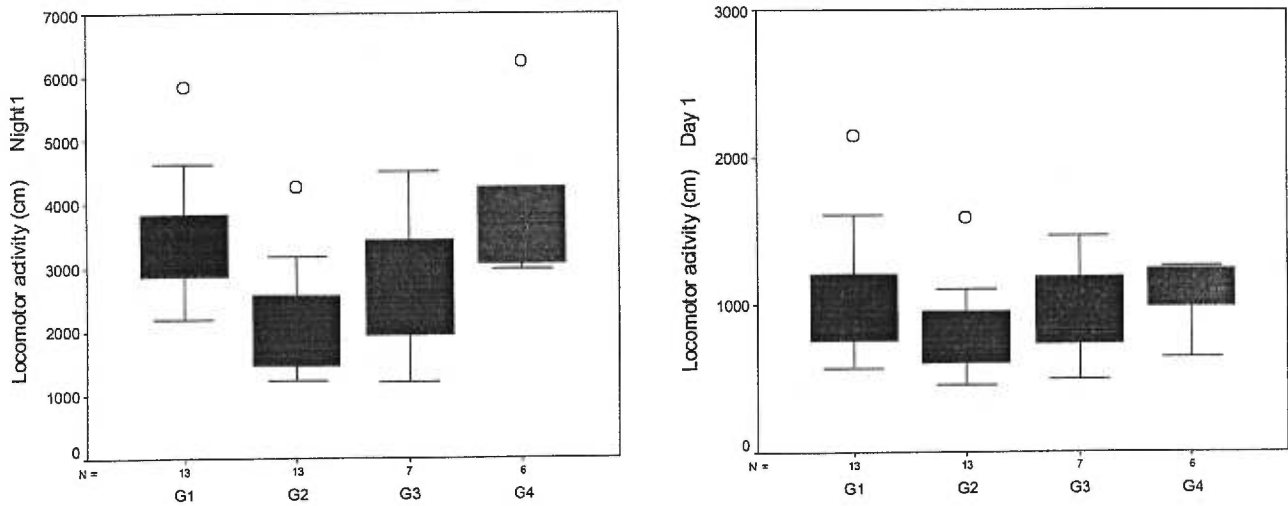 7000
6000
5000
4000
3000
2000
1000
0
Locomotor activity (cm) Night1
N = 13 13 7 6
G1 G2 G3 G4
3000
2000
1000
0
Locomotor acitvity (cm) Day 1
N = 13 13 7 6
G1 G2 G3 G4